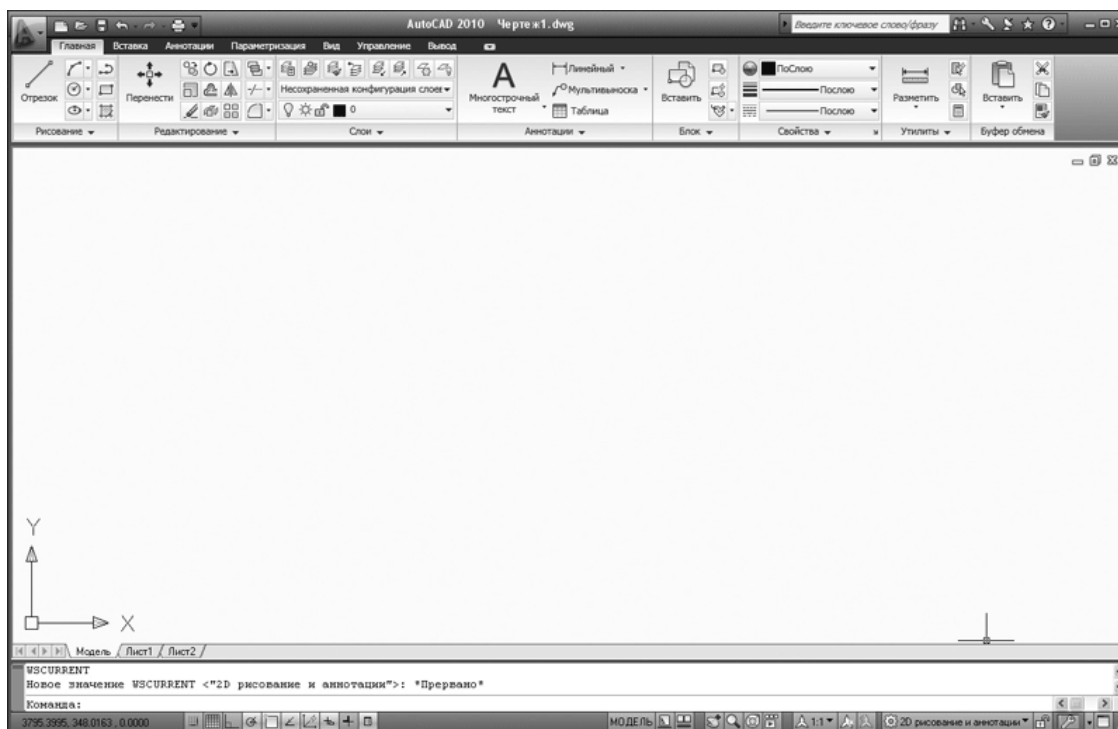 AutoCAD 2010 Чертеж1.dwg
Введите ключевое слово/фразу
Главная Вставка Аннотации Параметризация Вид Управление Вывод
Отрезок
Перенести
Несохраненная конфигурация слоев
0
A
Многострочный текст
Линейный
Мультивыноска
Таблица
Вставить
ПоСлою
Послою
Послою
Разметить
Вставить
Рисование Редактирование Слои Аннотации Блок Свойства Утилиты Буфер обмена
Y
X
Модель Лист1 Лист2
WSCURRENT
Новое значение WSCURRENT <"2D рисование и аннотации">: *Прервано*
Команда:
3795.3995, 348.0163 , 0.0000 МОДЕЛЬ 1:1 2D рисование и аннотации